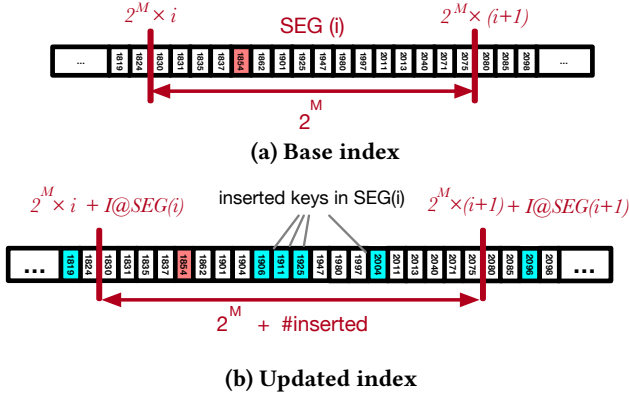 2^M × i SEG (i) 2^M × (i+1)
... 1819 1824 1830 1831 1835 1837 1854 1862 1901 1925 1947 1980 1997 2011 2013 2040 2071 2075 2080 2085 2098 ...
2^M
(a) Base index
2^M × i + I@SEG(i) inserted keys in SEG(i) 2^M ×(i+1) + I@SEG(i+1)
... 1819 1824 1830 1831 1835 1837 1854 1862 1901 1904 1906 1911 1925 1947 1980 1997 2004 2011 2013 2040 2071 2075 2080 2085 2096 2098 ...
2^M + #inserted
(b) Updated index